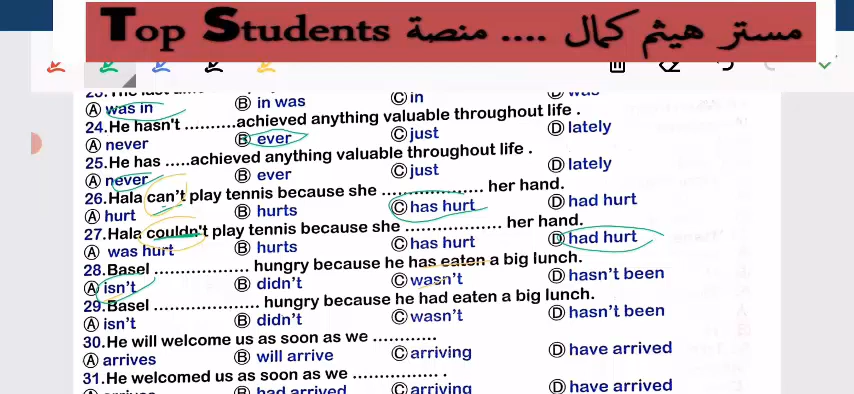 Top Students مستر هيثم كمال .... منصة
Ⓐ was in Ⓑ in was Ⓒ in Ⓓ was
24.He hasn't ..........achieved anything valuable throughout life .
Ⓐ never Ⓑ ever Ⓒ just Ⓓ lately
25.He has .....achieved anything valuable throughout life .
Ⓐ never Ⓑ ever Ⓒ just Ⓓ lately
26.Hala can't play tennis because she .................... her hand.
Ⓐ hurt Ⓑ hurts Ⓒ has hurt Ⓓ had hurt
27.Hala couldn't play tennis because she ................... her hand.
Ⓐ was hurt Ⓑ hurts Ⓒ has hurt Ⓓ had hurt
28.Basel .................. hungry because he has eaten a big lunch.
Ⓐ isn't Ⓑ didn't Ⓒ wasn't Ⓓ hasn't been
29.Basel .................... hungry because he had eaten a big lunch.
Ⓐ isn't Ⓑ didn't Ⓒ wasn't Ⓓ hasn't been
30.He will welcome us as soon as we ............
Ⓐ arrives Ⓑ will arrive Ⓒ arriving Ⓓ have arrived
31.He welcomed us as soon as we ................ .
Ⓐ arrives Ⓑ had arrived Ⓒ arriving Ⓓ have arrived